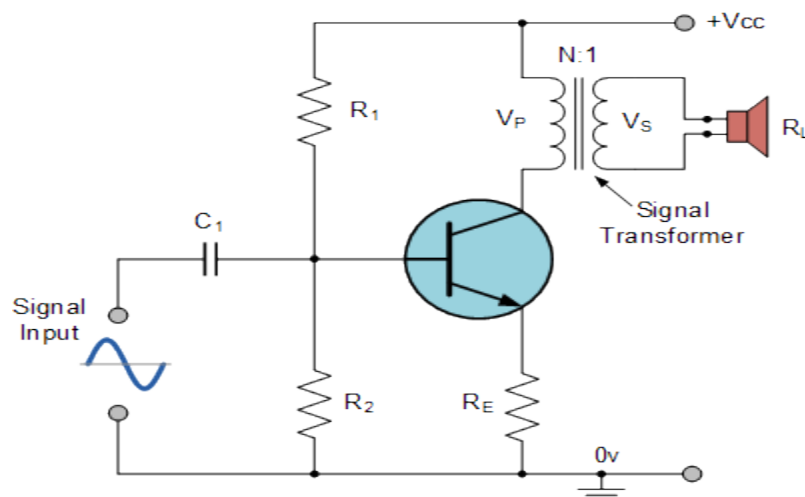 +Vcc
N:1
R1
VP
VS
RL
Signal
Transformer
C1
Signal
Input
R2
RE
0v